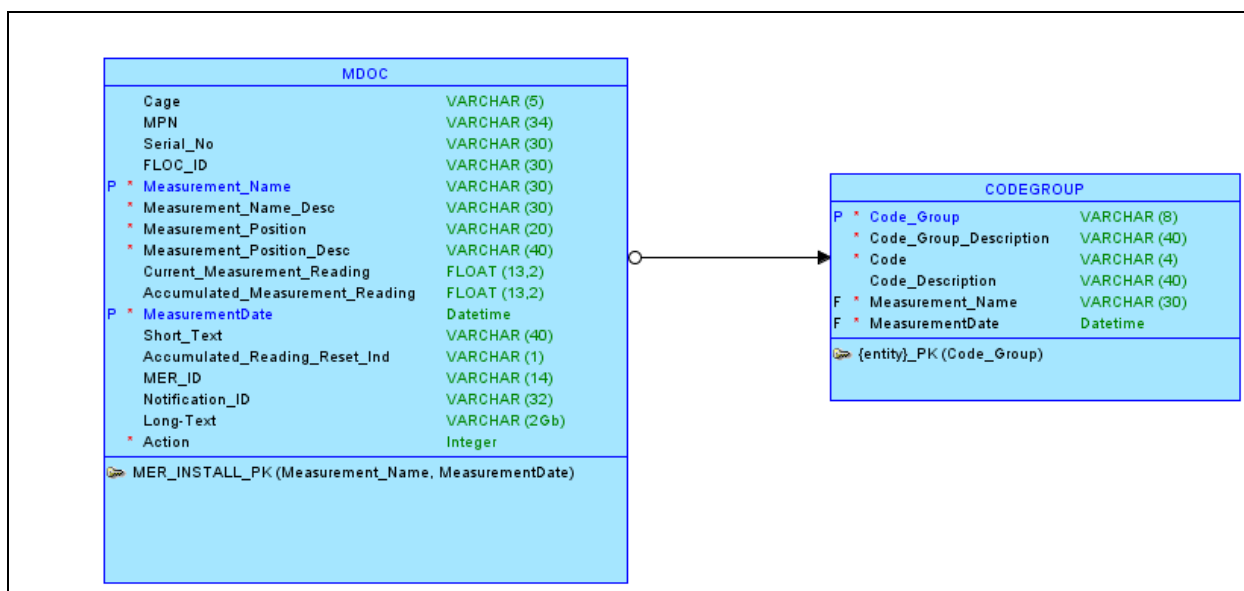 MDOC
Cage VARCHAR (5)
MPN VARCHAR (34)
Serial_No VARCHAR (30)
FLOC_ID VARCHAR (30)
P * Measurement_Name VARCHAR (30)
* Measurement_Name_Desc VARCHAR (30)
* Measurement_Position VARCHAR (20)
* Measurement_Position_Desc VARCHAR (40)
Current_Measurement_Reading FLOAT (13,2)
Accumulated_Measurement_Reading FLOAT (13,2)
P * MeasurementDate Datetime
Short_Text VARCHAR (40)
Accumulated_Reading_Reset_Ind VARCHAR (1)
MER_ID VARCHAR (14)
Notification_ID VARCHAR (32)
Long-Text VARCHAR (2Gb)
* Action Integer
MER_INSTALL_PK (Measurement_Name, MeasurementDate)
CODEGROUP
P * Code_Group VARCHAR (8)
* Code_Group_Description VARCHAR (40)
* Code VARCHAR (4)
Code_Description VARCHAR (40)
F * Measurement_Name VARCHAR (30)
F * MeasurementDate Datetime
{entity}_PK (Code_Group)